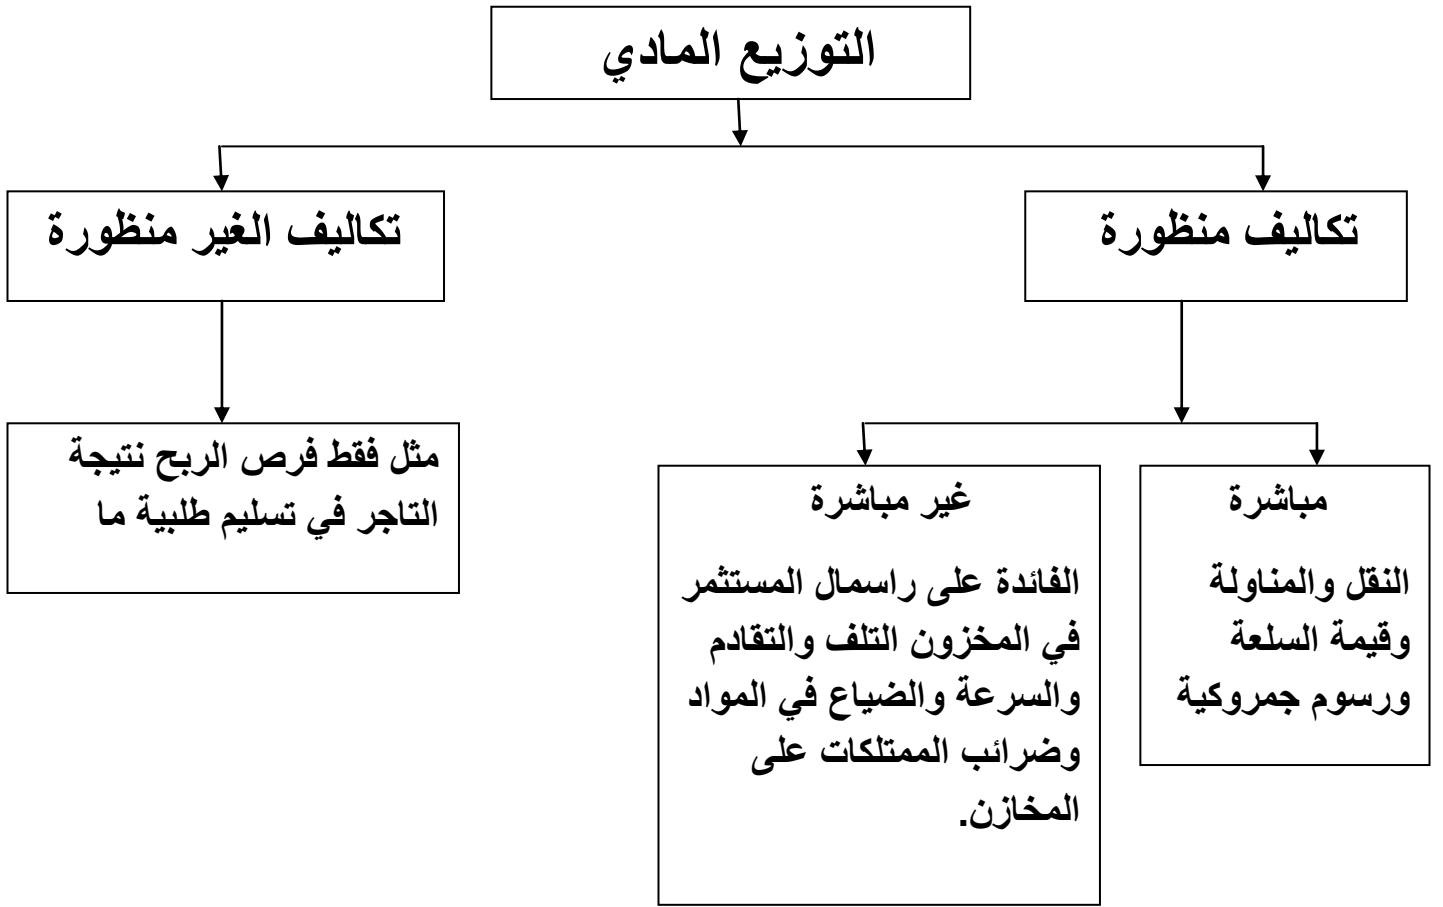 التوزيع المادي
تكاليف منظورة
تكاليف الغير منظورة
مباشرة
النقل والمناولة
وقيمة السلعة
ورسوم جمروكية
غير مباشرة
الفائدة على راسمال المستثمر
في المخزون التلف والتقادم
والسرعة والضياع في المواد
وضرائب الممتلكات على
المخازن.
مثل فقط فرص الربح نتيجة
التاجر في تسليم طلبية ما